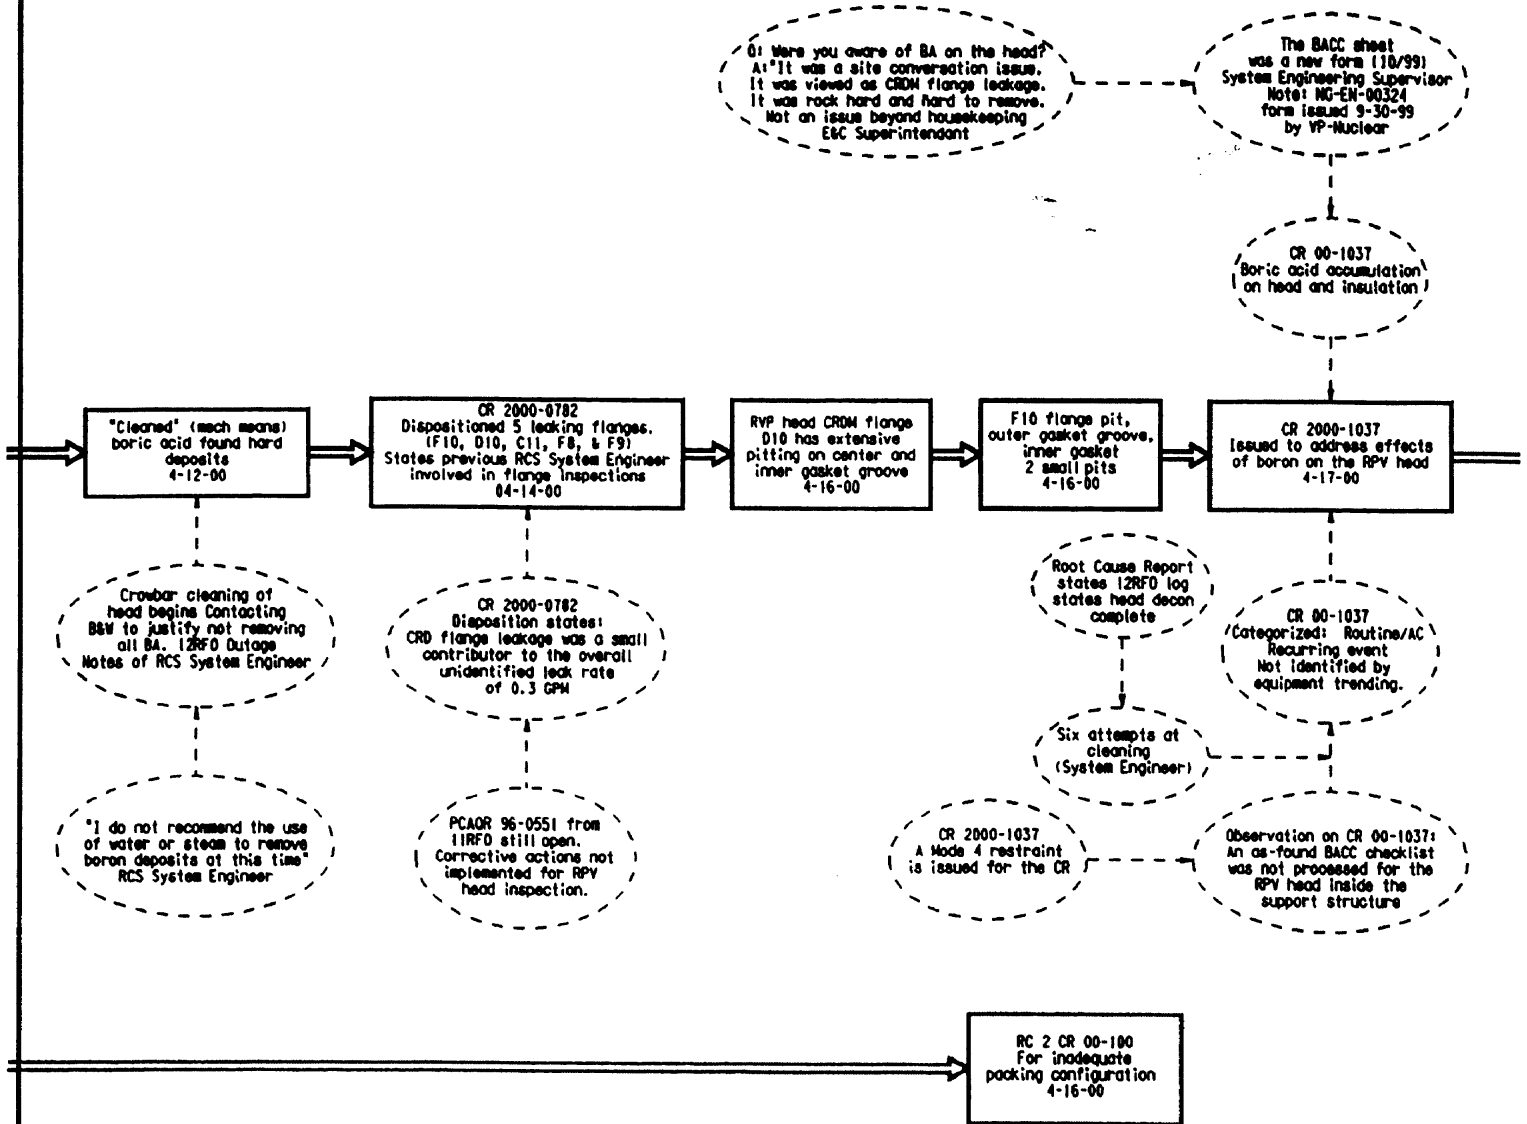 Q: Were you aware of BA on the head?
A: "It was a site conversation issue.
It was viewed as CRDM flange leakage.
It was rock hard and hard to remove.
Not an issue beyond housekeeping
E&C Superintendant
The BACC sheet
was a new form (10/99)
System Engineering Supervisor
Note: NG-EN-00324
form issued 9-30-99
by VP-Nuclear
CR 00-1037
Boric acid accumulation
on head and insulation
"Cleaned" (mech means)
boric acid found hard
deposits
4-12-00
CR 2000-0782
Dispositioned 5 leaking flanges.
(F10, D10, C11, F8, & F9)
States previous RCS System Engineer
involved in flange inspections
04-14-00
RVP head CRDM flange
D10 has extensive
pitting on center and
inner gasket groove
4-16-00
F10 flange pit,
outer gasket groove,
inner gasket
2 small pits
4-16-00
CR 2000-1037
Issued to address effects
of boron on the RPV head
4-17-00
Crowbar cleaning of
head begins Contacting
B&W to justify not removing
all BA. 12RFO Outage
Notes of RCS System Engineer
CR 2000-0782
Disposition states:
CRD flange leakage was a small
contributor to the overall
unidentified leak rate
of 0.3 GPM
Root Cause Report
states 12RFO log
states head decon
complete
CR 00-1037
Categorized: Routine/AC
Recurring event
Not identified by
equipment trending.
Six attempts at
cleaning
(System Engineer)
"I do not recommend the use
of water or steam to remove
boron deposits at this time"
RCS System Engineer
PCAOR 96-0551 from
11RFO still open.
Corrective actions not
implemented for RPV
head inspection.
CR 2000-1037
A Mode 4 restraint
is issued for the CR
Observation on CR 00-1037:
An as-found BACC checklist
was not processed for the
RPV head inside the
support structure
RC 2 CR 00-100
For inadequate
packing configuration
4-16-00